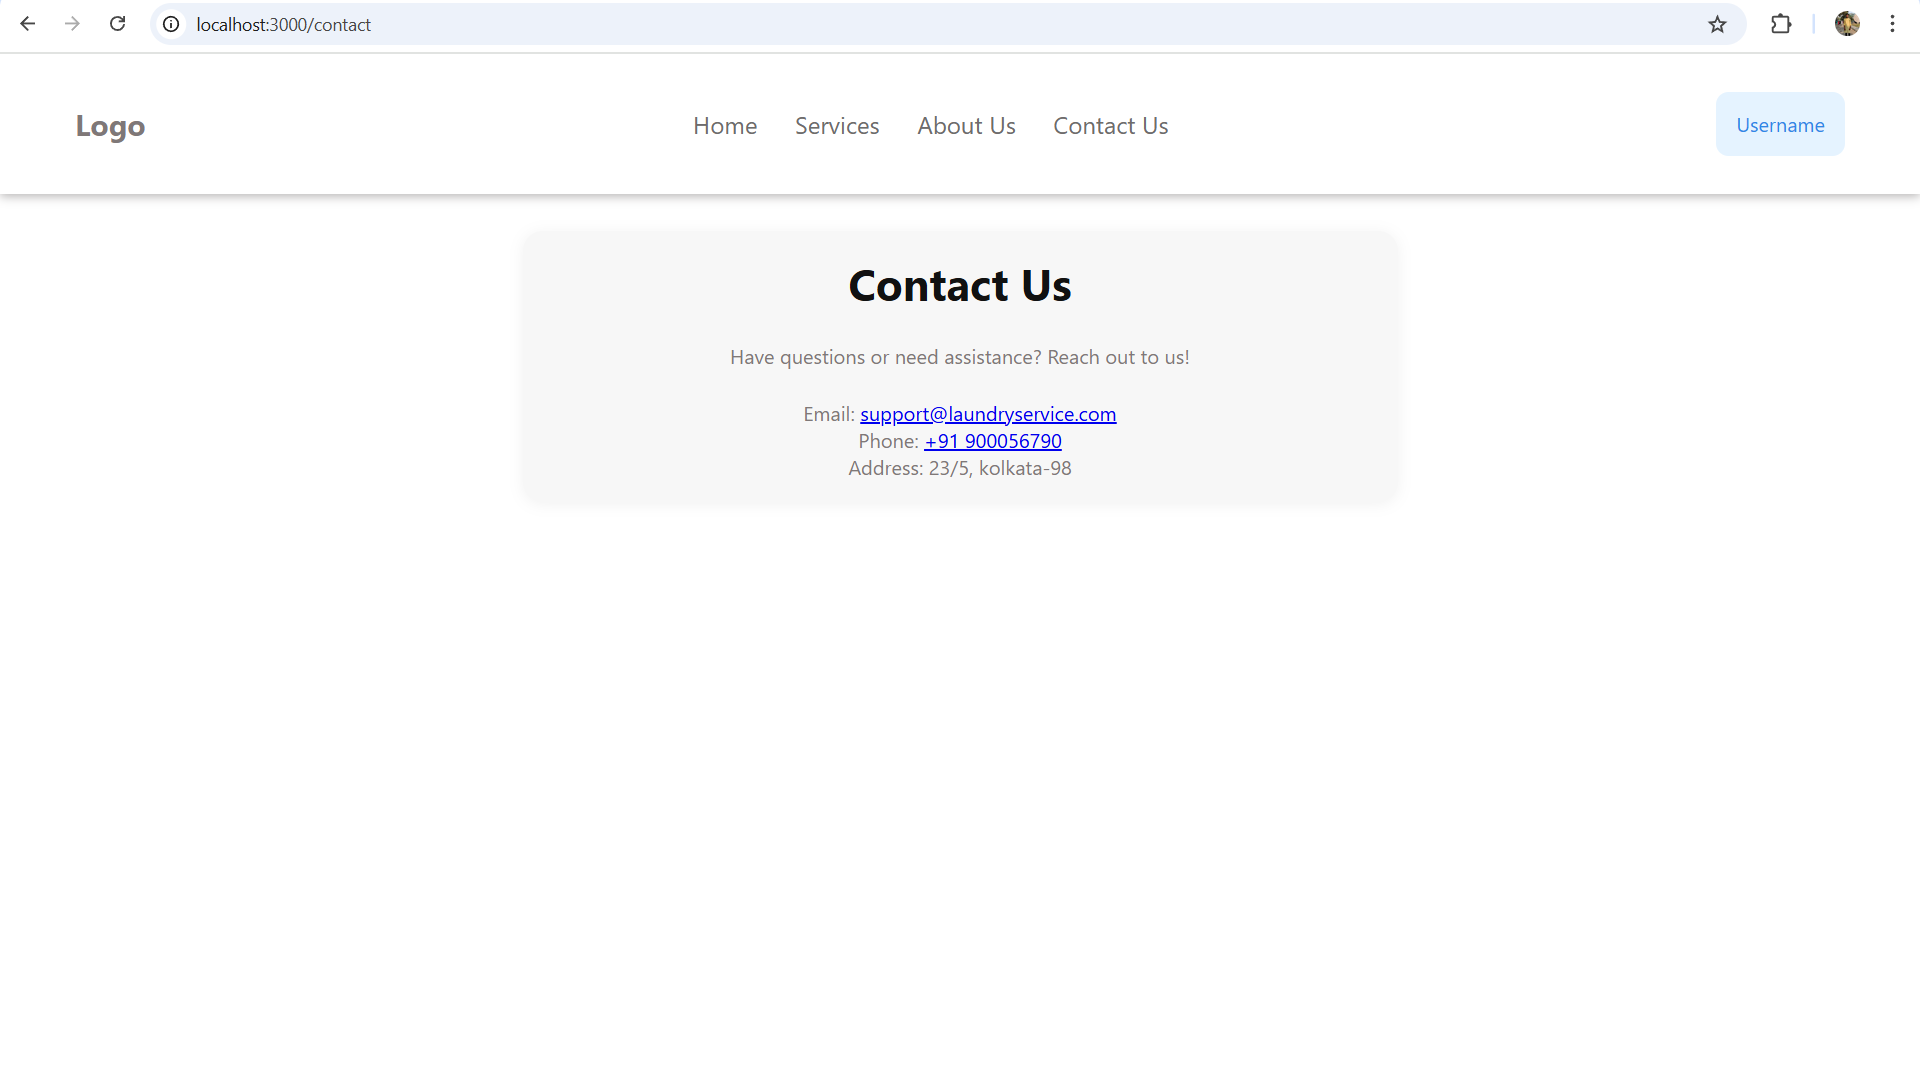 localhost:3000/contact
Logo
Home Services About Us Contact Us
Username
Contact Us
Have questions or need assistance? Reach out to us!
Email: support@laundryservice.com
Phone: +91 900056790
Address: 23/5, kolkata-98